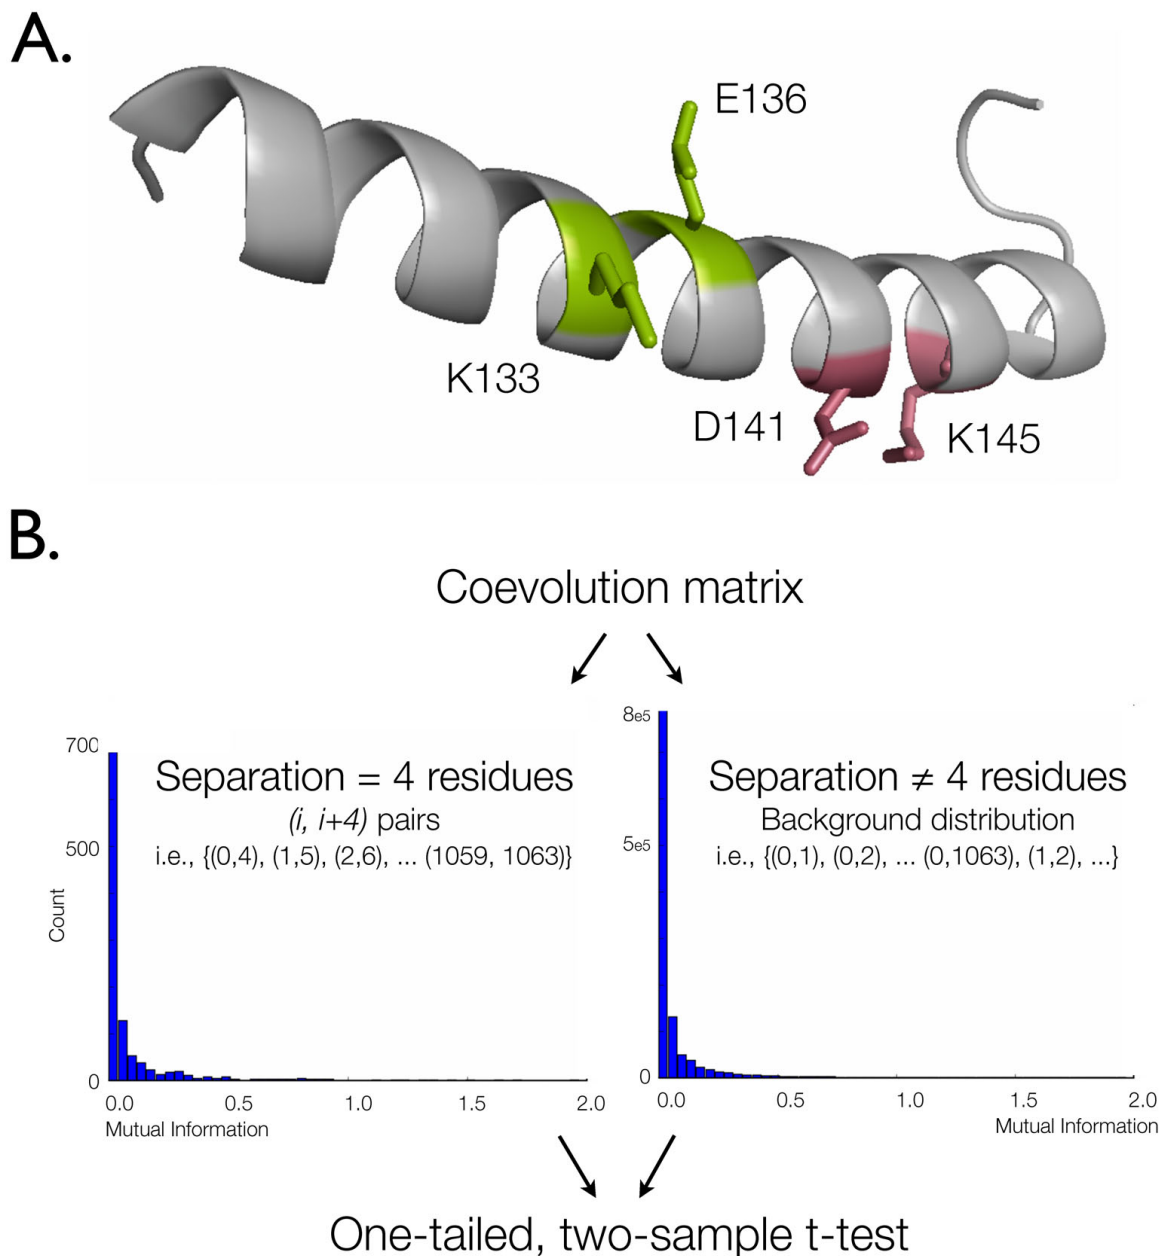 A.
E136
K133
D141
K145
B.
Coevolution matrix
700
500
0
Count
Separation = 4 residues
(i, i+4) pairs
i.e., {(0,4), (1,5), (2,6), ... (1059, 1063)}
0.0 0.5 1.0 1.5 2.0
Mutual Information
8e5
5e5
0
Separation ≠ 4 residues
Background distribution
i.e., {(0,1), (0,2), ... (0,1063), (1,2), ...}
0.0 0.5 1.0 1.5 2.0
Mutual Information
One-tailed, two-sample t-test